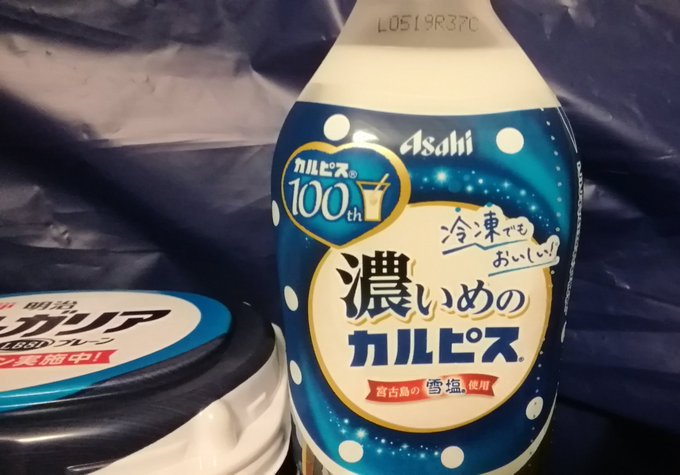 L0519R370
Asahi
カルピス®
100th
冷凍でも
おいしい!
濃いめの
カルピス®
宮古島の雪塩®使用
明治
ガリア
LB81 プレーン
ン実施中!